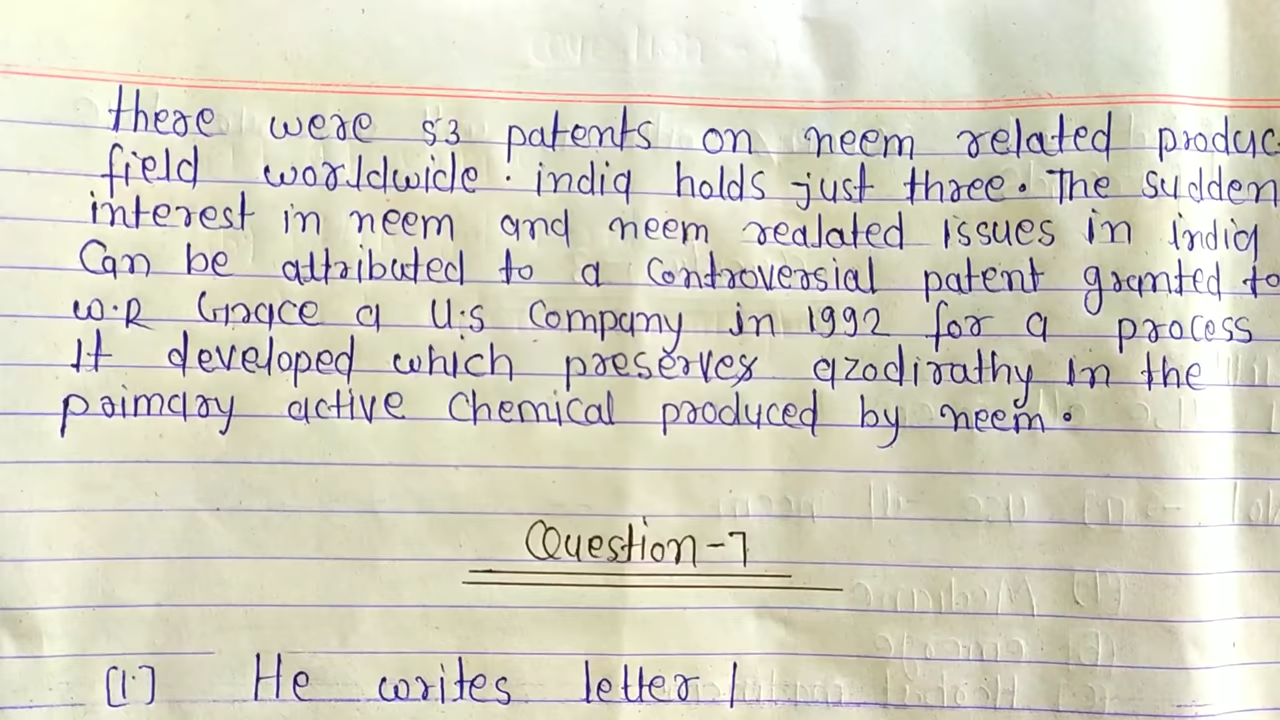 there were 53 patents on neem related produc
field worldwide. india holds just three. The sudden
interest in neem and neem realated issues in india
Can be attributed to a controversial patent granted to
W.R Grace a U.S Company in 1992 for a process
It developed which preserves azodirathy in the
primary active chemical produced by neem.
Question-7
(1) He writes letter /